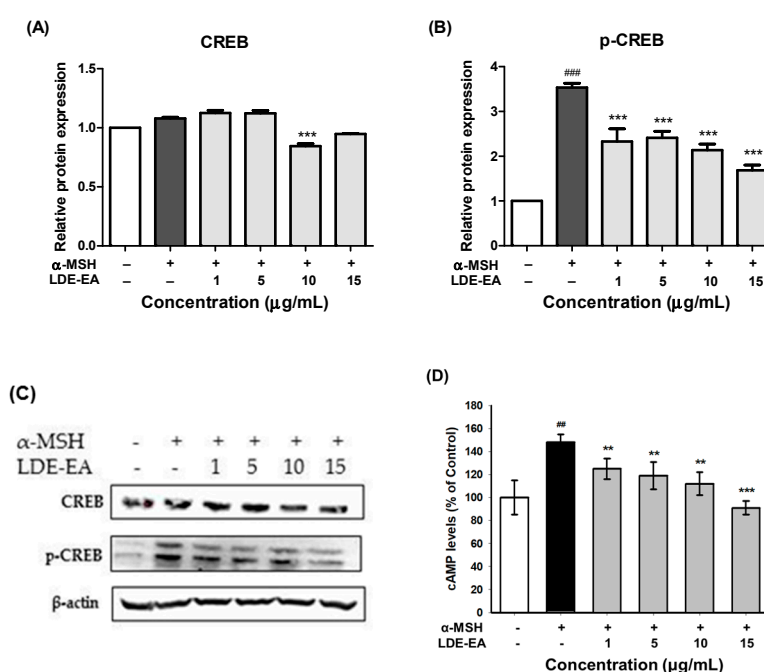 (A)
CREB
Relative protein expression
1.5
1.0
0.5
0.0
***
α-MSH – + + + + +
LDE-EA – – 1 5 10 15
Concentration (μg/mL)
(B)
p-CREB
Relative protein expression
4
3
2
1
0
###
***
***
***
***
α-MSH – + + + + +
LDE-EA – – 1 5 10 15
Concentration (μg/mL)
(C)
α-MSH - + + + + +
LDE-EA - - 1 5 10 15
CREB
p-CREB
β-actin
(D)
cAMP levels (% of Control)
180
160
140
120
100
80
60
40
20
0
##
**
**
**
***
α-MSH - + + + + +
LDE-EA - - 1 5 10 15
Concentration (μg/mL)